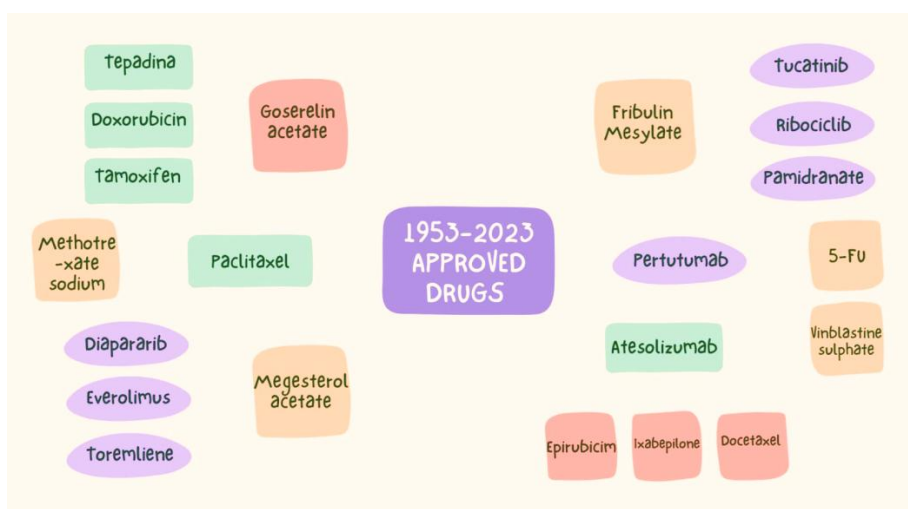 Tepadina
Doxorubicin
Tamoxifen
Goserelin
acetate
Methotre
-xate
sodium
Paclitaxel
Diapararib
Everolimus
Toremliene
Megesterol
acetate
1953-2023
APPROVED
DRUGS
Fribulin
Mesylate
Tucatinib
Ribociclib
Pamidranate
Pertutumab
5-FU
Atesolizumab
Vinblastine
sulphate
Epirubicim
Ixabepilone
Docetaxel